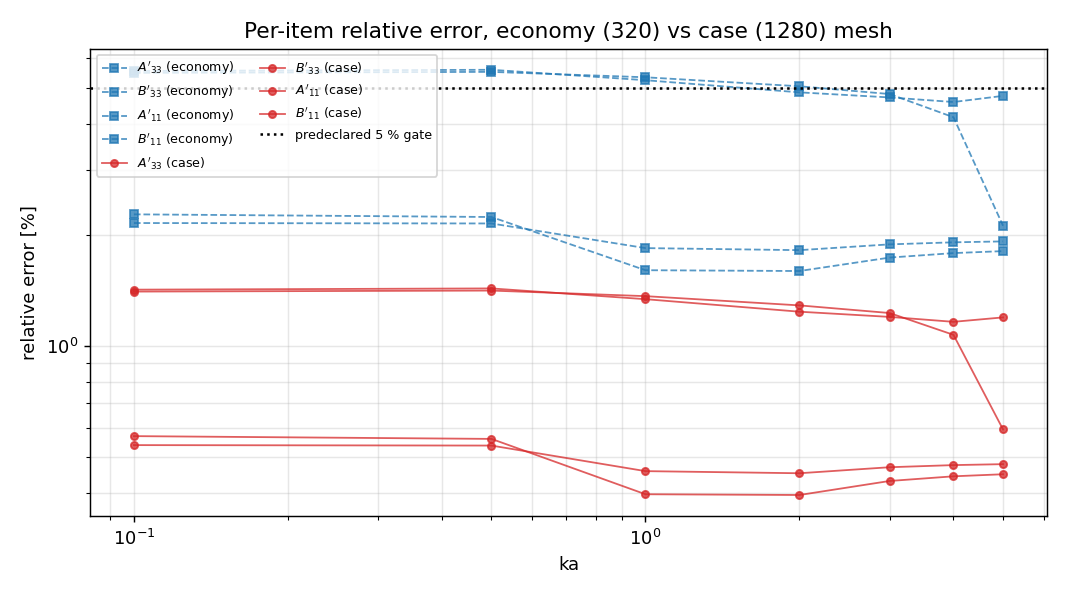 Per-item relative error, economy (320) vs case (1280) mesh
A′₃₃ (economy)
B′₃₃ (economy)
A′₁₁ (economy)
B′₁₁ (economy)
A′₃₃ (case)
B′₃₃ (case)
A′₁₁ (case)
B′₁₁ (case)
predeclared 5 % gate
relative error [%]
10⁰
10⁻¹
10⁰
ka